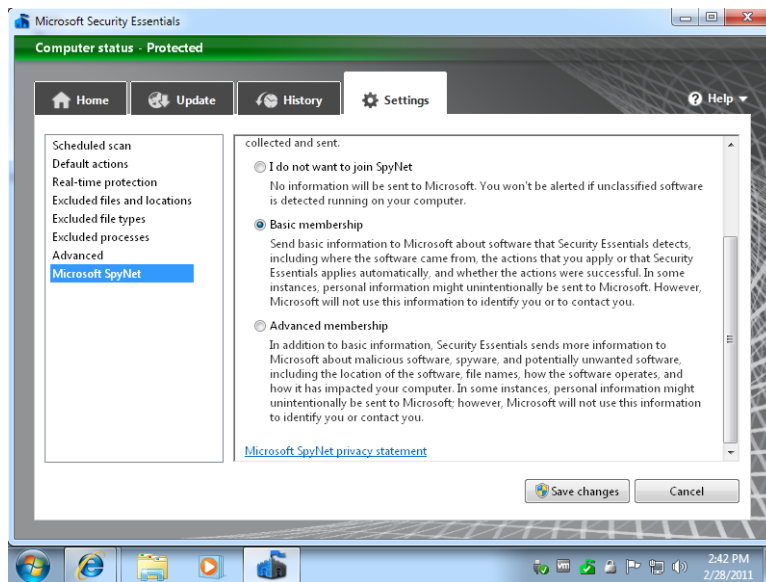 Microsoft Security Essentials
Computer status - Protected
Home
Update
History
Settings
Help
Scheduled scan
Default actions
Real-time protection
Excluded files and locations
Excluded file types
Excluded processes
Advanced
Microsoft SpyNet
collected and sent.
I do not want to join SpyNet
No information will be sent to Microsoft. You won't be alerted if unclassified software
is detected running on your computer.
Basic membership
Send basic information to Microsoft about software that Security Essentials detects,
including where the software came from, the actions that you apply or that Security
Essentials applies automatically, and whether the actions were successful. In some
instances, personal information might unintentionally be sent to Microsoft. However,
Microsoft will not use this information to identify you or to contact you.
Advanced membership
In addition to basic information, Security Essentials sends more information to
Microsoft about malicious software, spyware, and potentially unwanted software,
including the location of the software, file names, how the software operates, and
how it has impacted your computer. In some instances, personal information might
unintentionally be sent to Microsoft; however, Microsoft will not use this information
to identify you or contact you.
Microsoft SpyNet privacy statement
Save changes
Cancel
2:42 PM
2/28/2011